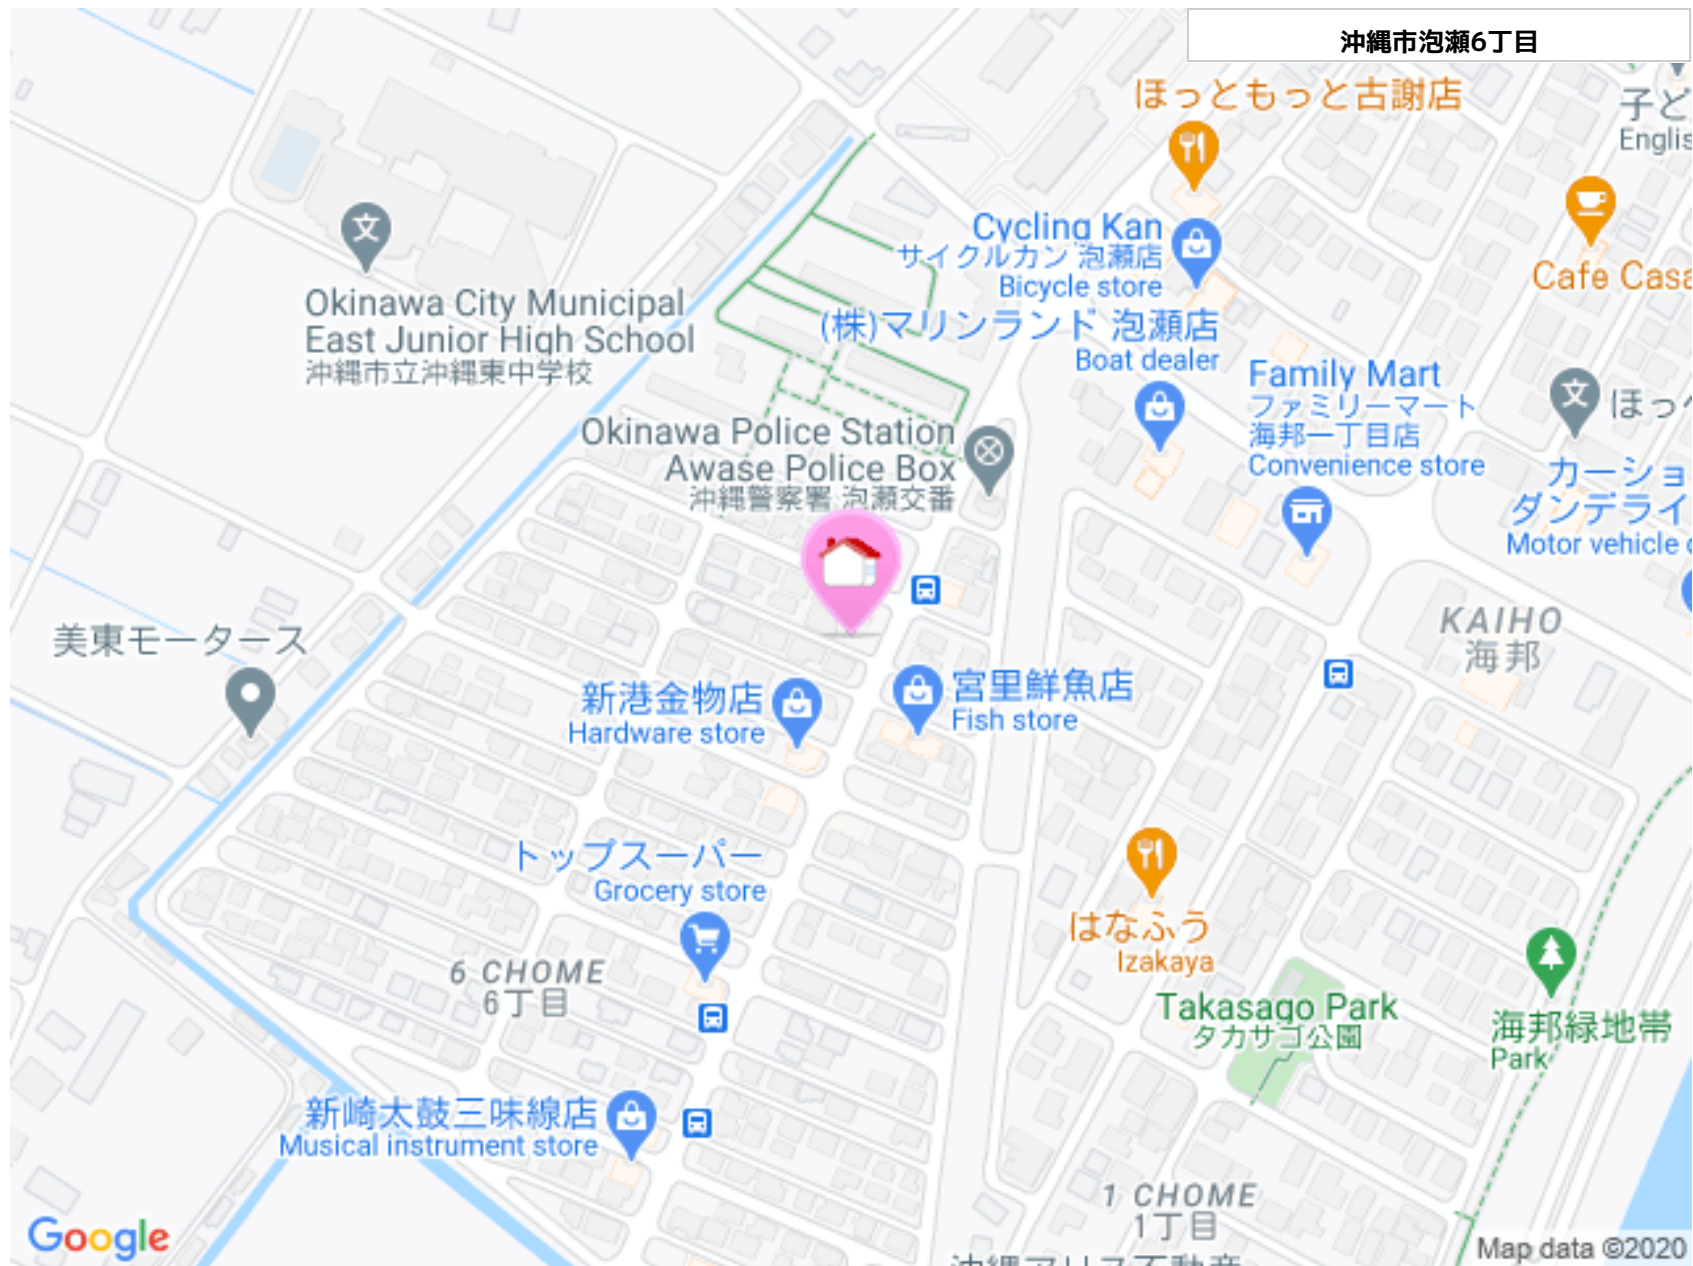 沖縄市泡瀬6丁目
ほっともっと古謝店
子ど
Englis
Cycling Kan
サイクルカン 泡瀬店
Bicycle store
Cafe Casa
Okinawa City Municipal
East Junior High School
沖縄市立沖縄東中学校
(株)マリンランド 泡瀬店
Boat dealer
Family Mart
ファミリーマート
海邦一丁目店
Convenience store
ほっぺ
Okinawa Police Station
Awase Police Box
沖縄警察署 泡瀬交番
カーショ
ダンデライ
Motor vehicle
KAIHO
海邦
美東モータース
新港金物店
Hardware store
宮里鮮魚店
Fish store
トップスーパー
Grocery store
はなふう
Izakaya
6 CHOME
6丁目
Takasago Park
タカサゴ公園
海邦緑地帯
Park
新崎太鼓三味線店
Musical instrument store
1 CHOME
1丁目
沖縄アリス不動産
Google
Map data ©2020